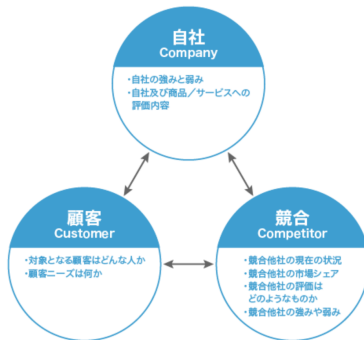 自社
Company
・自社の強みと弱み
・自社及び商品／サービスへの
評価内容
顧客
Customer
・対象となる顧客はどんな人か
・顧客ニーズは何か
競合
Competitor
・競合他社の現在の状況
・競合他社の市場シェア
・競合他社の評価は
どのようなものか
・競合他社の強みや弱み